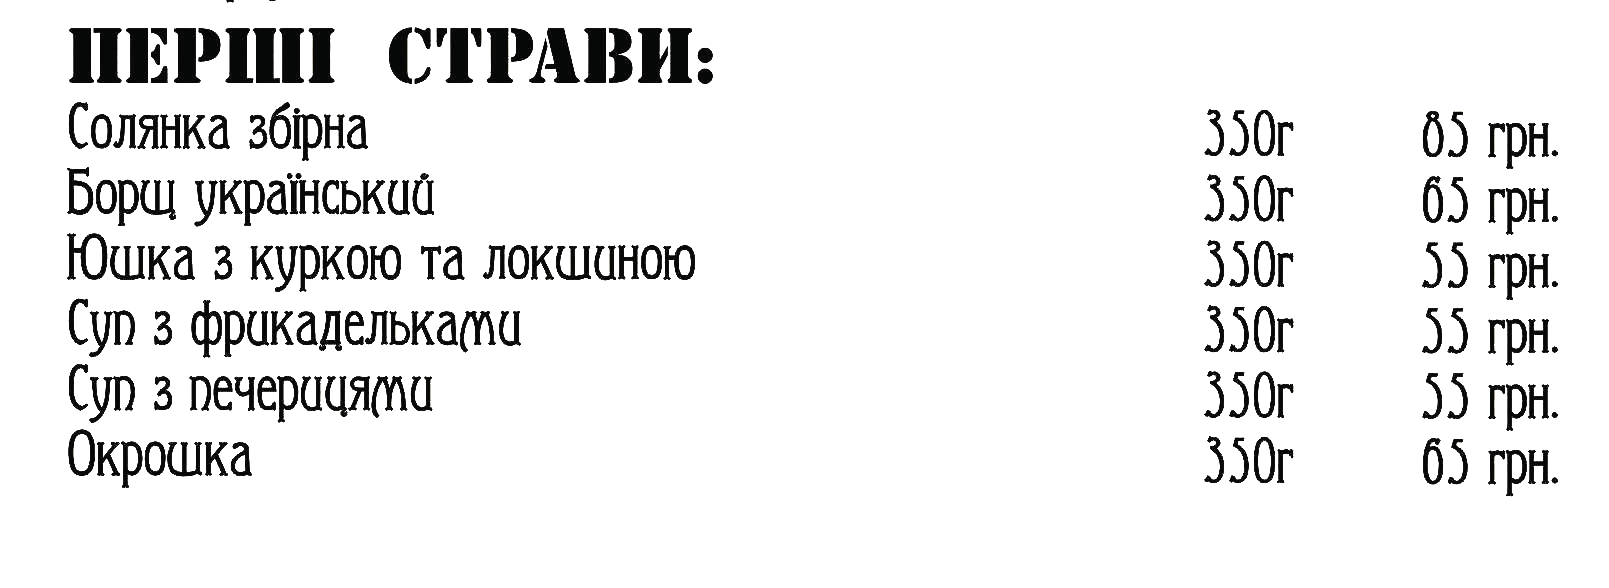 ПЕРШІ СТРАВИ:
Солянка збірна 350г 85 грн.
Борщ український 350г 65 грн.
Юшка з куркою та локшиною 350г 55 грн.
Суп з фрикадельками 350г 55 грн.
Суп з печерицями 350г 55 грн.
Окрошка 350г 65 грн.